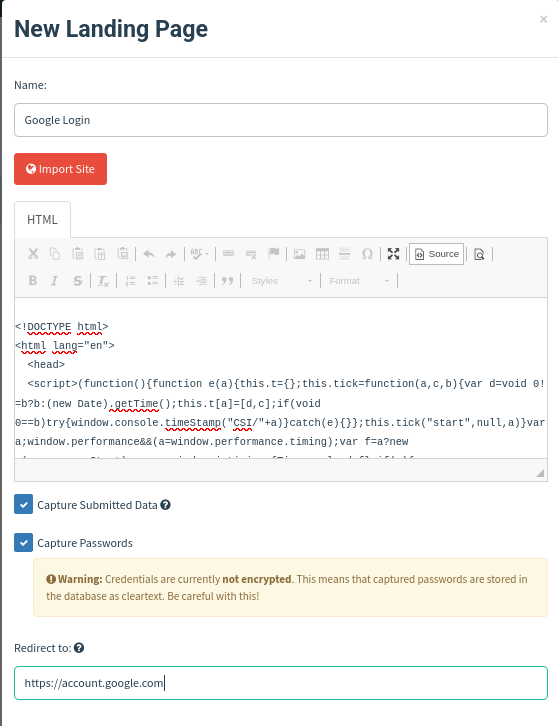 New Landing Page
×
Name:
Google Login
Import Site
HTML
ABC
Source
B I S Tx Styles Format
<!DOCTYPE html>
<html lang="en">
<head>
<script>(function(){function e(a){this.t={};this.tick=function(a,c,b){var d=void 0!
=b?b:(new Date).getTime();this.t[a]=[d,c];if(void
0==b)try{window.console.timeStamp("CSI/"+a)}catch(e){}};this.tick("start",null,a)}var
a;window.performance&&(a=window.performance.timing);var f=a?new
Capture Submitted Data
Capture Passwords
Warning: Credentials are currently not encrypted. This means that captured passwords are stored in
the database as cleartext. Be careful with this!
Redirect to:
https://account.google.com